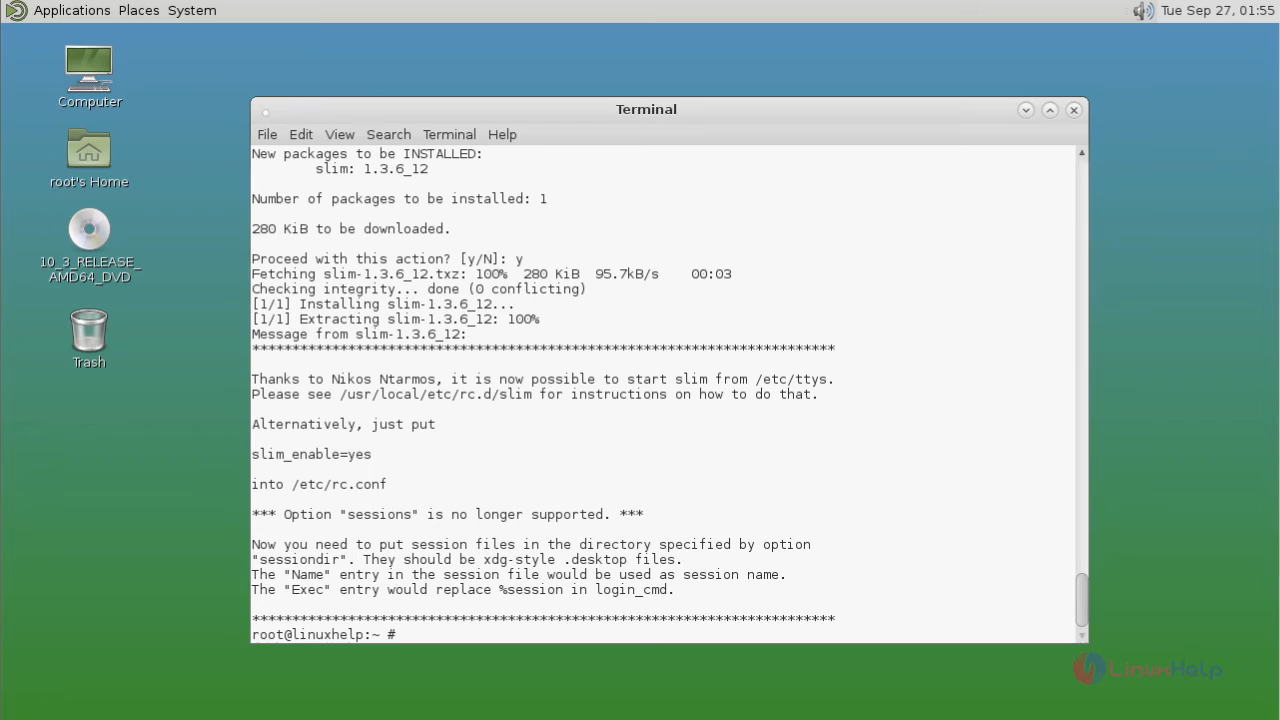 Applications Places System
Tue Sep 27, 01:55
Computer
root's Home
10_3_RELEASE_
AMD64_DVD
Trash
Terminal
File Edit View Search Terminal Help
New packages to be INSTALLED:
        slim: 1.3.6_12

Number of packages to be installed: 1

280 KiB to be downloaded.

Proceed with this action? [y/N]: y
Fetching slim-1.3.6_12.txz: 100%  280 KiB  95.7kB/s    00:03
Checking integrity... done (0 conflicting)
[1/1] Installing slim-1.3.6_12...
[1/1] Extracting slim-1.3.6_12: 100%
Message from slim-1.3.6_12:
*************************************************************************

Thanks to Nikos Ntarmos, it is now possible to start slim from /etc/ttys.
Please see /usr/local/etc/rc.d/slim for instructions on how to do that.

Alternatively, just put

slim_enable=yes

into /etc/rc.conf

*** Option "sessions" is no longer supported. ***

Now you need to put session files in the directory specified by option
"sessiondir". They should be xdg-style .desktop files.
The "Name" entry in the session file would be used as session name.
The "Exec" entry would replace %session in login_cmd.

*************************************************************************
root@linuxhelp:~ #
LinuxHelp